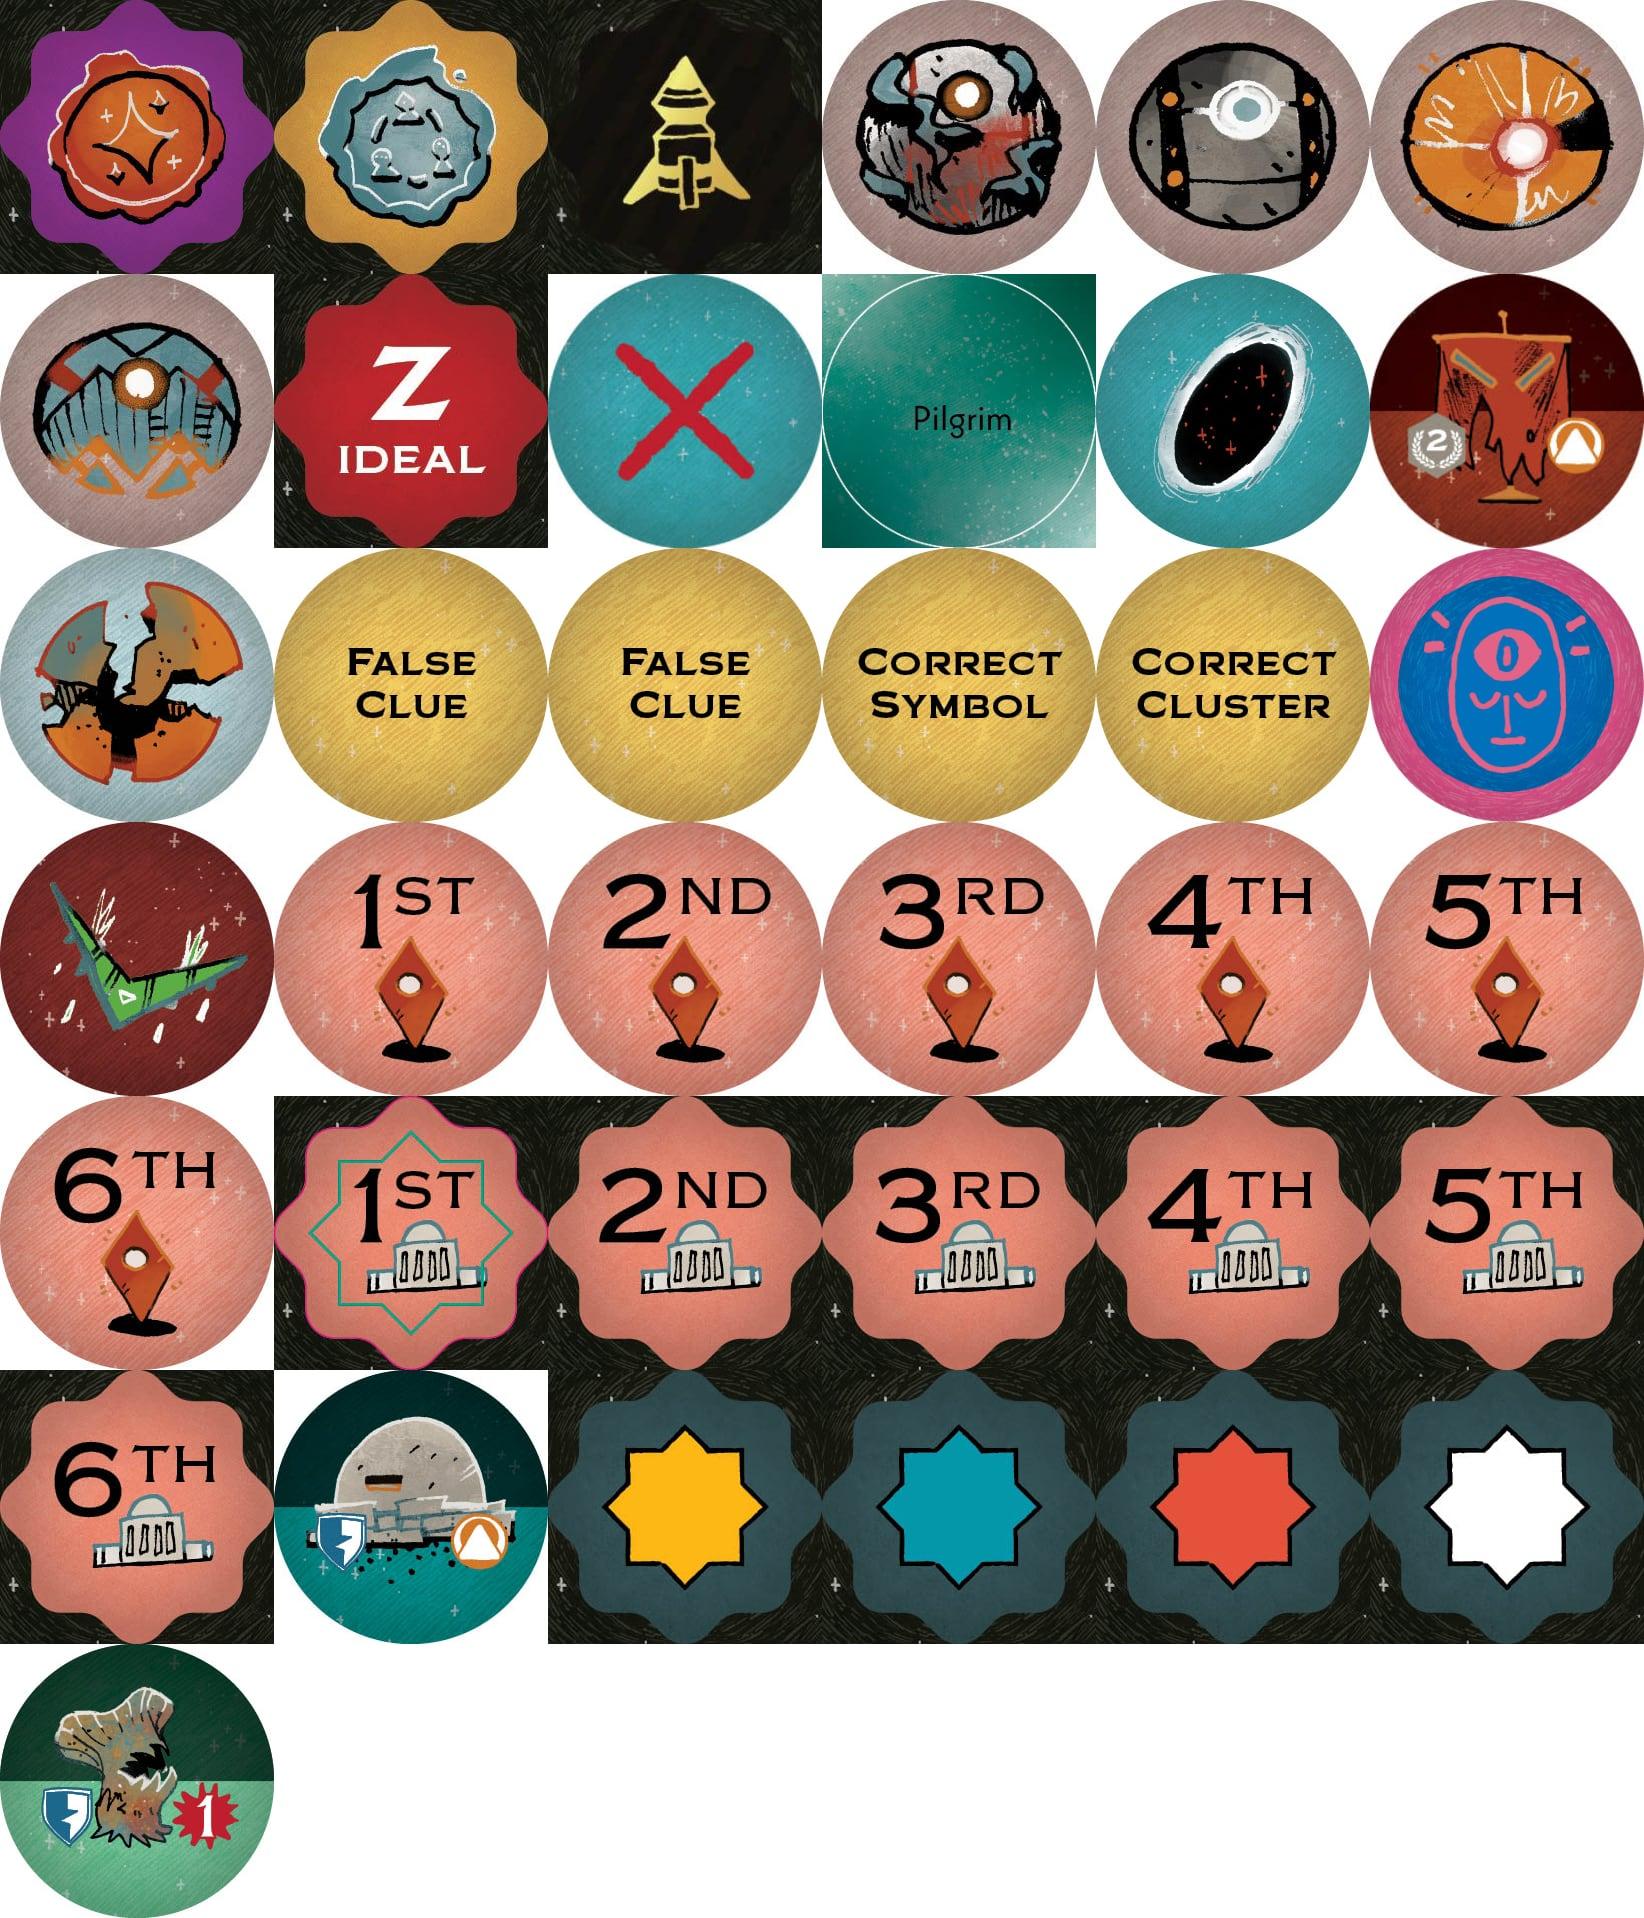 Z
IDEAL
Pilgrim
2
FALSE
CLUE
FALSE
CLUE
CORRECT
SYMBOL
CORRECT
CLUSTER
1ST
2ND
3RD
4TH
5TH
6TH
1ST
2ND
3RD
4TH
5TH
6TH
1